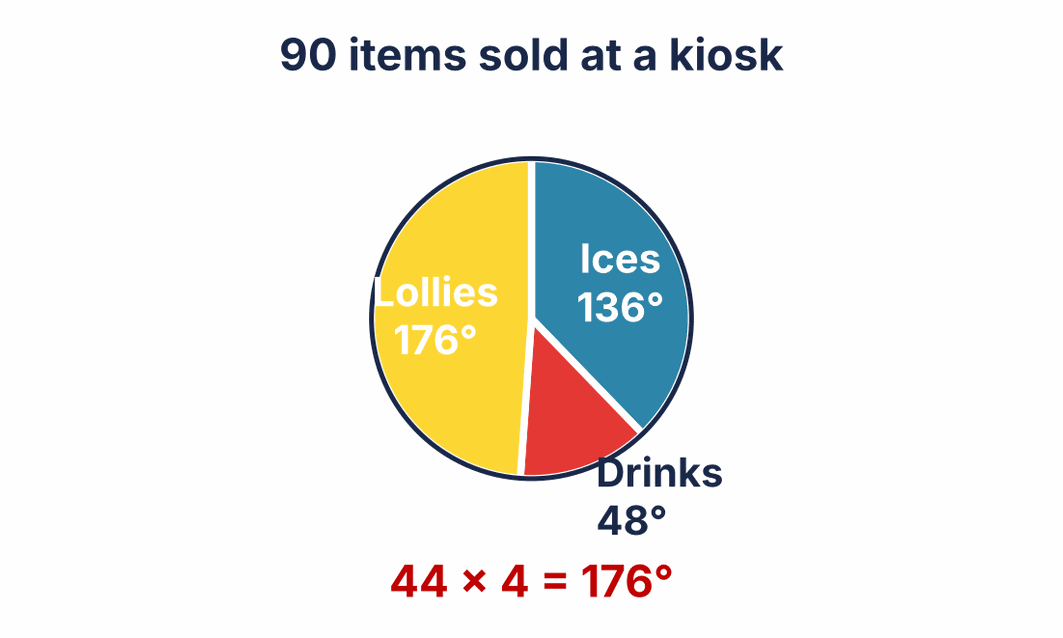 90 items sold at a kiosk
Ices
136°
Lollies
176°
Drinks
48°
44 × 4 = 176°